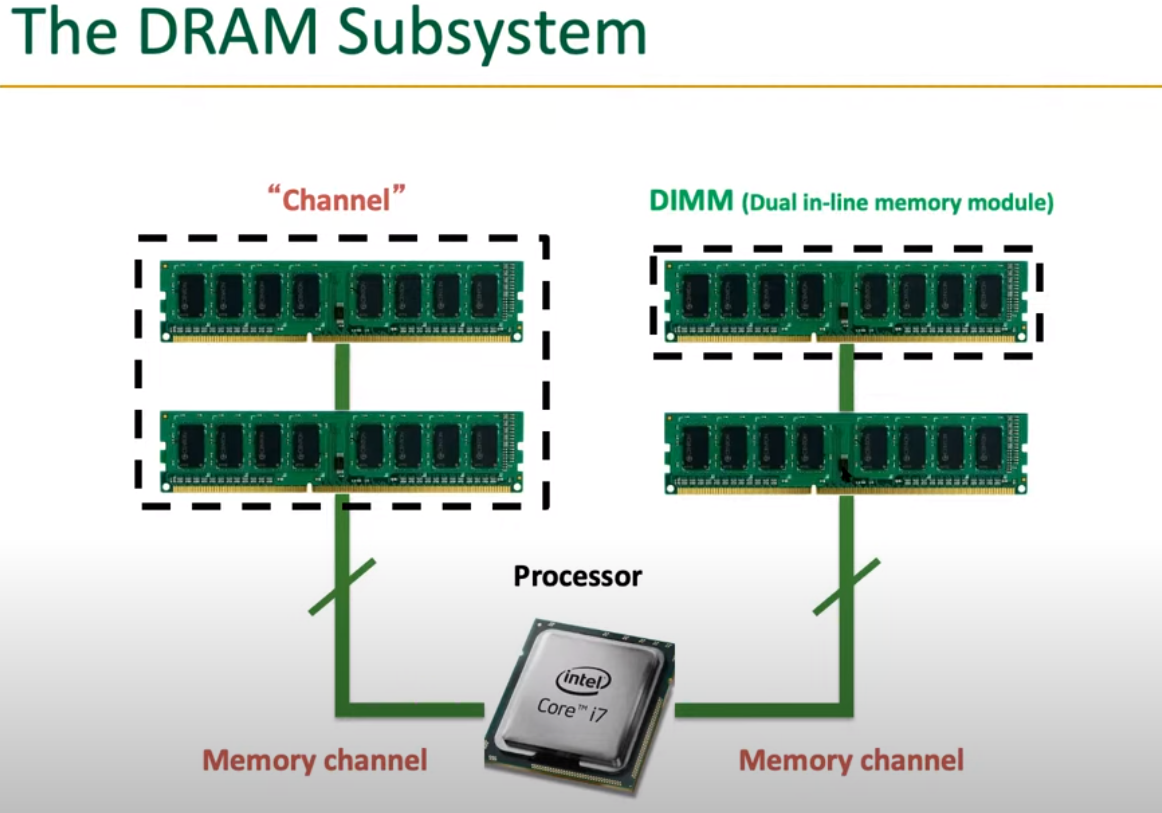 The DRAM Subsystem
“Channel”
DIMM (Dual in-line memory module)
Processor
intel
Core™ i7
Memory channel
Memory channel